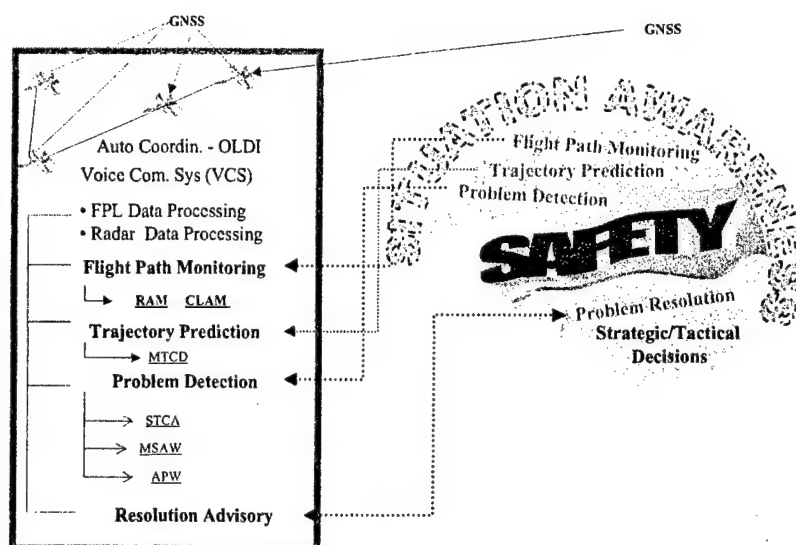 GNSS
GNSS
Auto Coordin. - OLDI
Voice Com. Sys (VCS)
• FPL Data Processing
• Radar Data Processing
Flight Path Monitoring
RAM CLAM
Trajectory Prediction
MTCD
Problem Detection
STCA
MSAW
APW
Resolution Advisory
SITUATION AWARENESS
Flight Path Monitoring
Trajectory Prediction
Problem Detection
SAFETY
Problem Resolution
Strategic/Tactical
Decisions